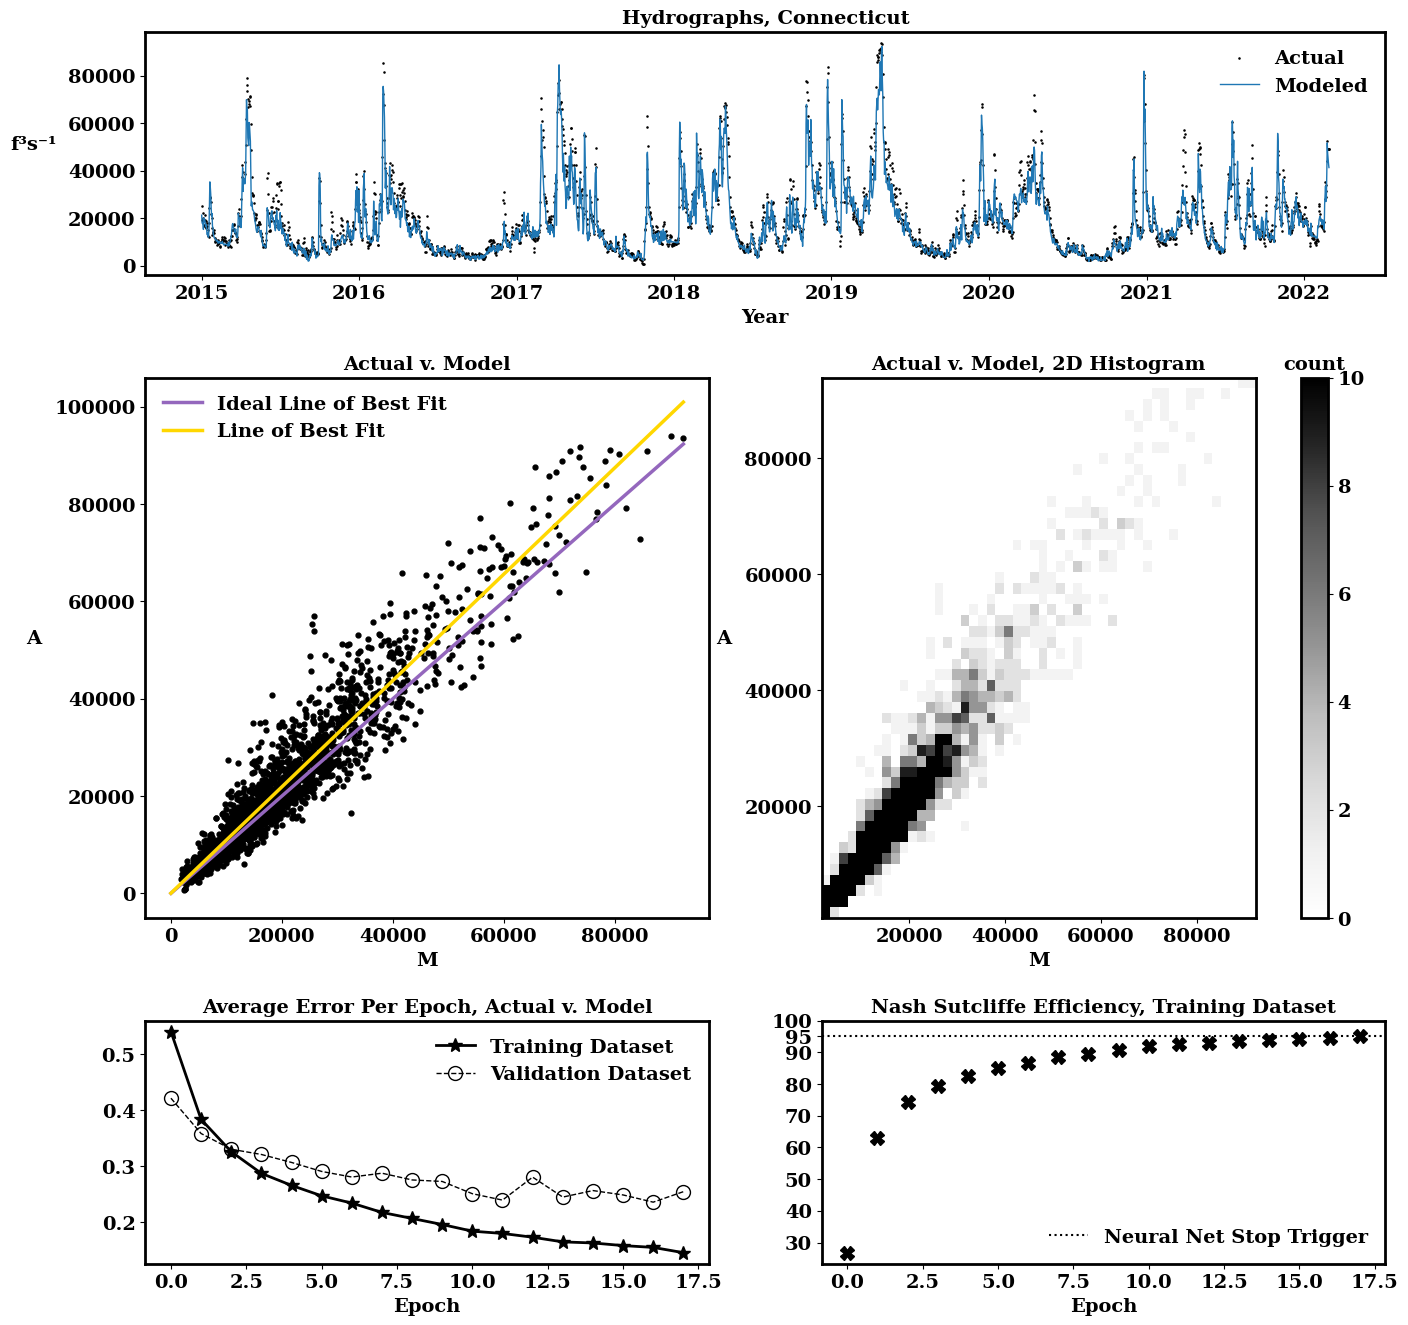 Hydrographs, Connecticut
f³s⁻¹
80000
60000
40000
20000
0
Actual
Modeled
2015 2016 2017 2018 2019 2020 2021 2022
Year
Actual v. Model
A
100000
80000
60000
40000
20000
0
Ideal Line of Best Fit
Line of Best Fit
0 20000 40000 60000 80000
M
Actual v. Model, 2D Histogram
A
80000
60000
40000
20000
20000 40000 60000 80000
M
count
10
8
6
4
2
0
Average Error Per Epoch, Actual v. Model
0.5
0.4
0.3
0.2
Training Dataset
Validation Dataset
0.0 2.5 5.0 7.5 10.0 12.5 15.0 17.5
Epoch
Nash Sutcliffe Efficiency, Training Dataset
100
95
90
80
70
60
50
40
30
Neural Net Stop Trigger
0.0 2.5 5.0 7.5 10.0 12.5 15.0 17.5
Epoch